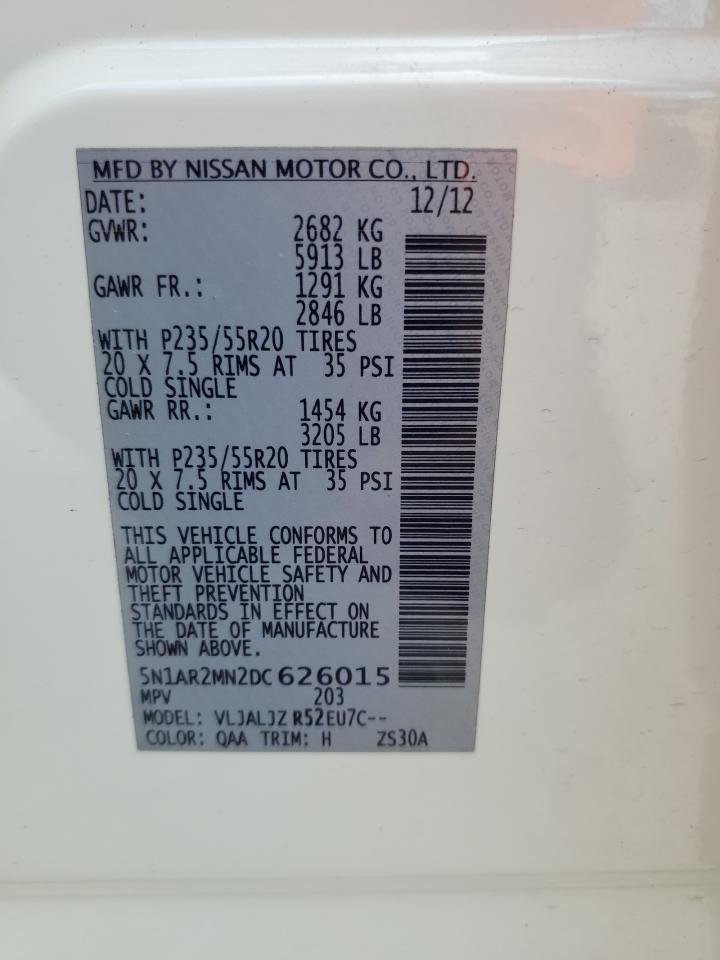 MFD BY NISSAN MOTOR CO., LTD.
DATE: 12/12
GVWR: 2682 KG
5913 LB
GAWR FR.: 1291 KG
2846 LB
WITH P235/55R20 TIRES
20 X 7.5 RIMS AT 35 PSI
COLD SINGLE
GAWR RR.: 1454 KG
3205 LB
WITH P235/55R20 TIRES
20 X 7.5 RIMS AT 35 PSI
COLD SINGLE
THIS VEHICLE CONFORMS TO
ALL APPLICABLE FEDERAL
MOTOR VEHICLE SAFETY AND
THEFT PREVENTION
STANDARDS IN EFFECT ON
THE DATE OF MANUFACTURE
SHOWN ABOVE.
5N1AR2MN2DC626015
MPV 203
MODEL: VLJALJZ R52EU7C--
COLOR: QAA TRIM: H ZS30A